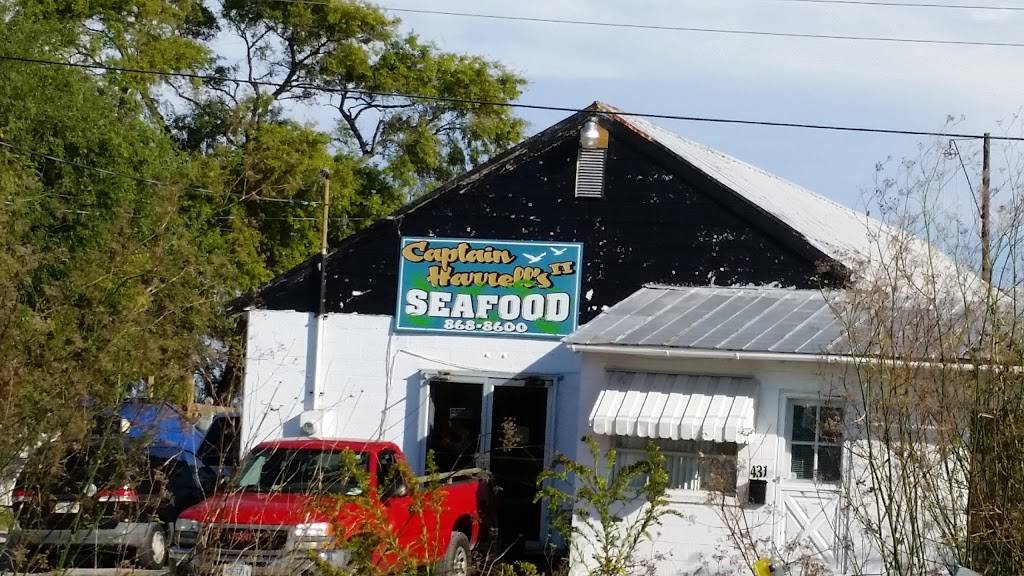 Captain
Harrell's II
SEAFOOD
868-8600
431